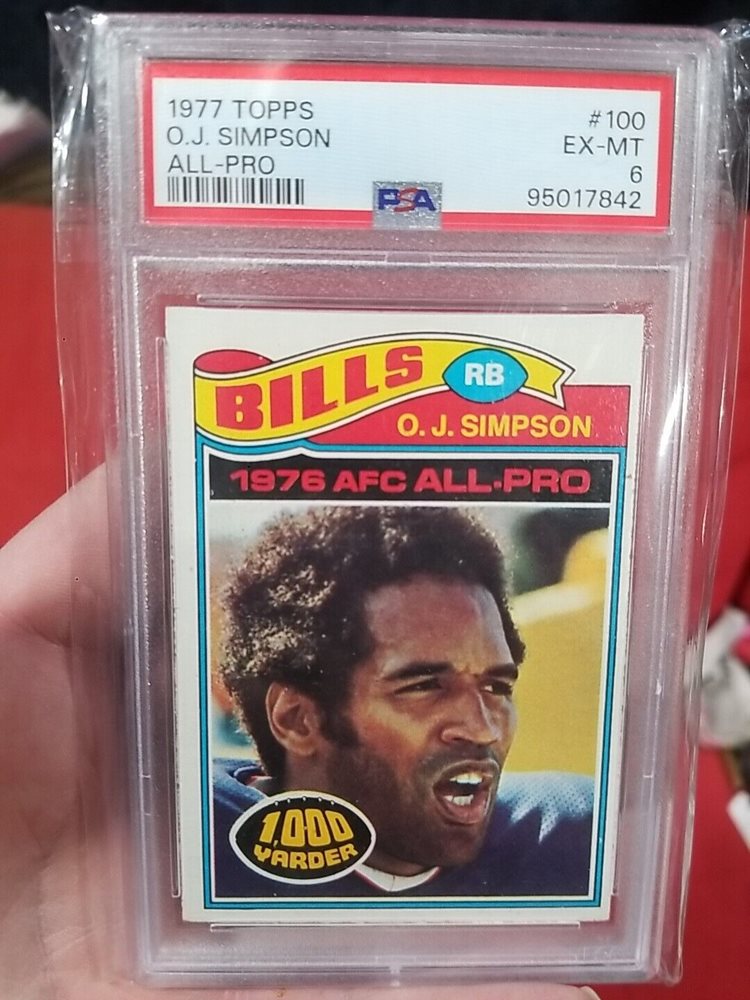 1977 TOPPS
#100
O.J. SIMPSON
EX-MT
ALL-PRO
6
PSA
95017842
BILLS
RB
O.J. SIMPSON
1976 AFC ALL-PRO
1,000
YARDER